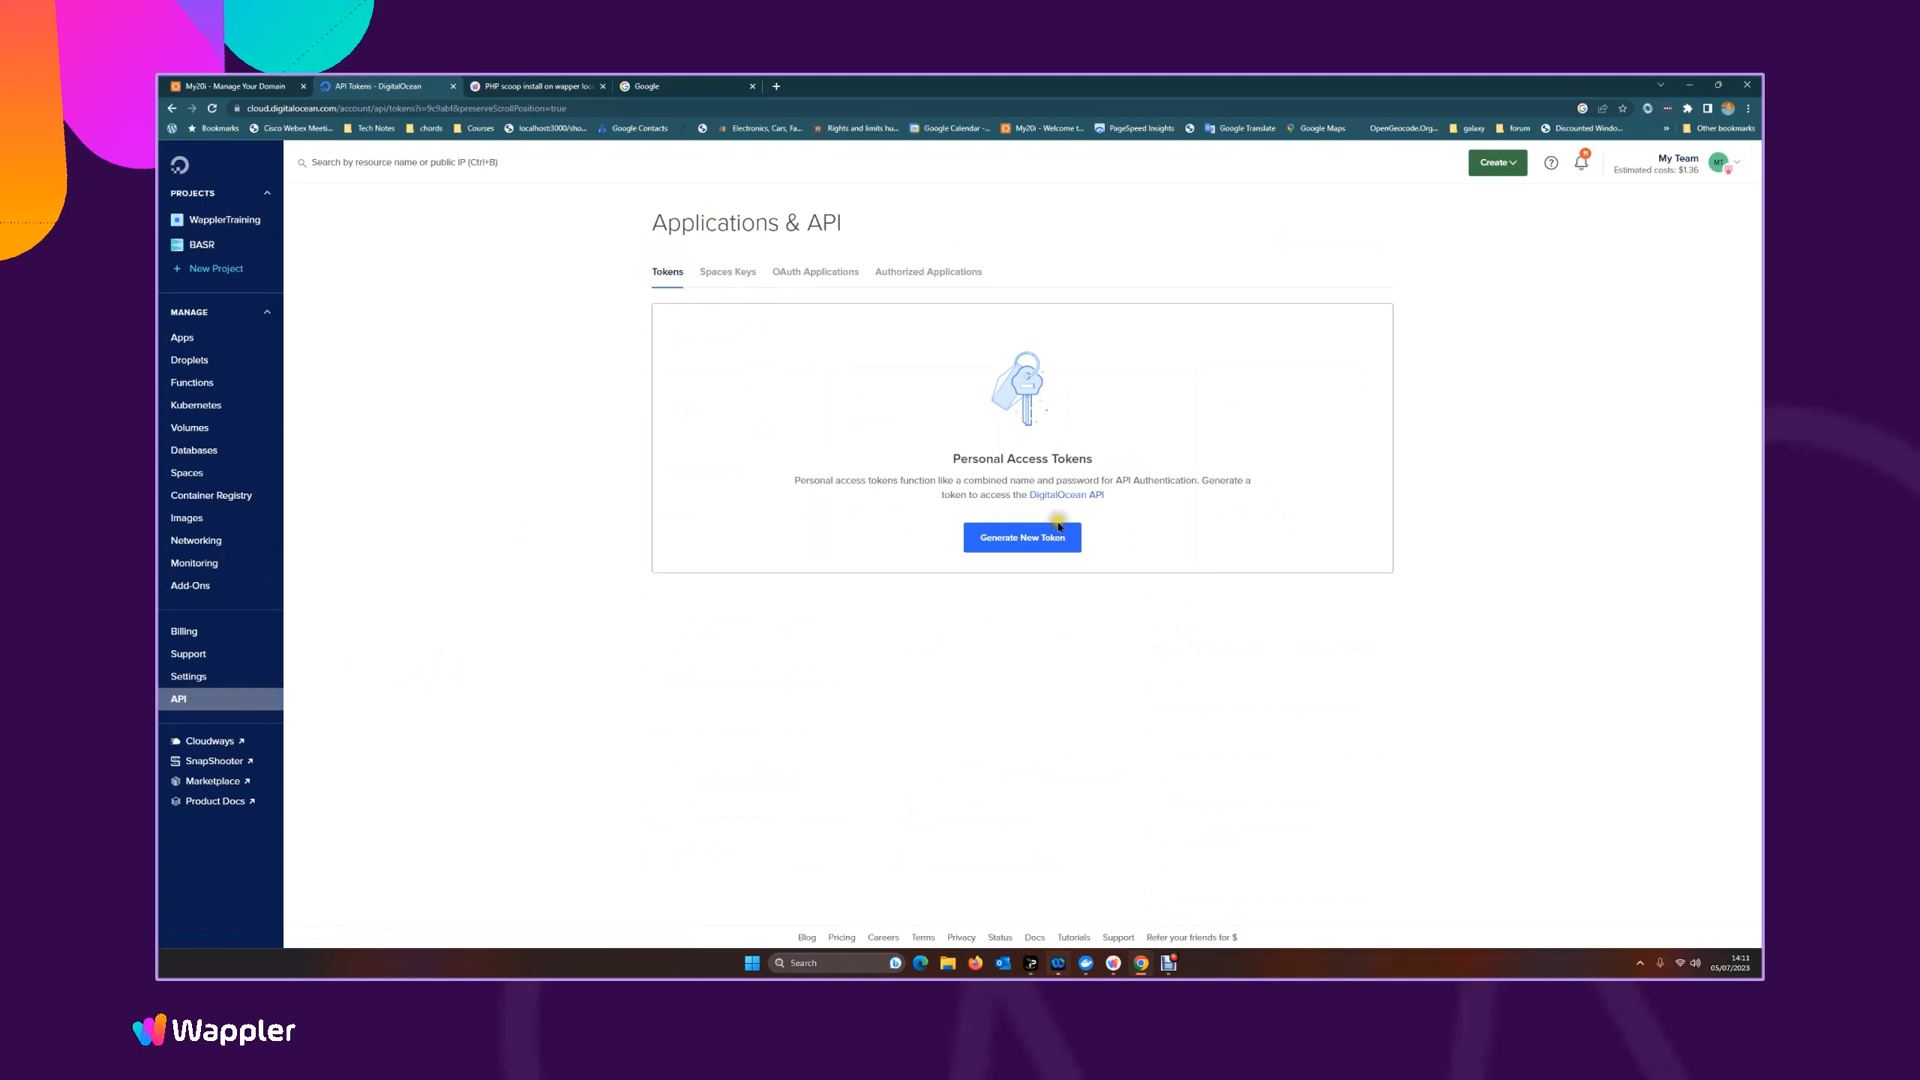 My20i - Manage Your Domain
API Tokens - DigitalOcean
PHP scoop install on wapper loc
Google
cloud.digitalocean.com/account/api/tokens?i=9c9abf&preserveScrollPosition=true
Bookmarks
Cisco Webex Meeti...
Tech Notes
chords
Courses
localhost:3000/sho...
Google Contacts
Electronics, Cars, Fa...
Rights and limits hu...
Google Calendar -...
My20i - Welcome t...
PageSpeed Insights
Google Translate
Google Maps
OpenGeocode.Org...
galaxy
forum
Discounted Windo...
»
Other bookmarks
Search by resource name or public IP (Ctrl+B)
Create
My Team
Estimated costs: $1.36
MT
PROJECTS
WapplerTraining
BASR
+ New Project
MANAGE
Apps
Droplets
Functions
Kubernetes
Volumes
Databases
Spaces
Container Registry
Images
Networking
Monitoring
Add-Ons
Billing
Support
Settings
API
Cloudways
SnapShooter
Marketplace
Product Docs
Applications & API
Tokens
Spaces Keys
OAuth Applications
Authorized Applications
Personal Access Tokens
Personal access tokens function like a combined name and password for API Authentication. Generate a
token to access the DigitalOcean API
Generate New Token
Blog
Pricing
Careers
Terms
Privacy
Status
Docs
Tutorials
Support
Refer your friends for $
Search
14:11
05/07/2023
Wappler